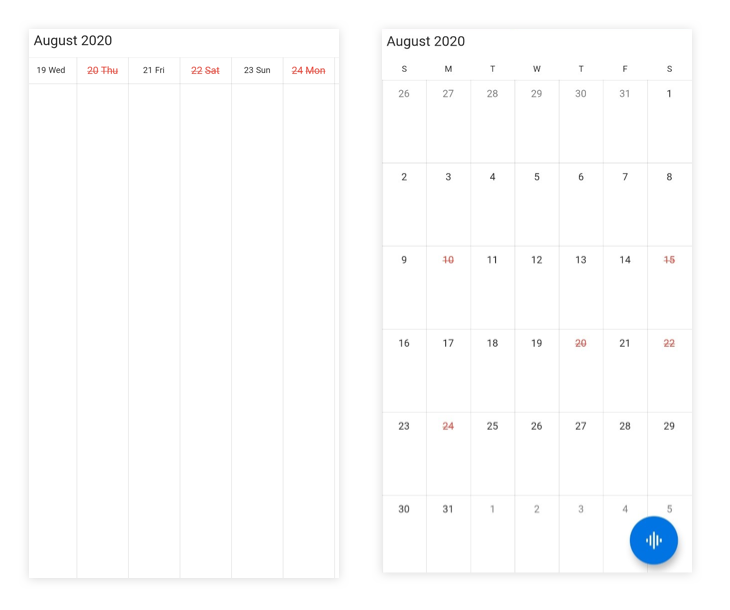 August 2020
19 Wed 20 Thu 21 Fri 22 Sat 23 Sun 24 Mon
August 2020
S M T W T F S
26 27 28 29 30 31 1
2 3 4 5 6 7 8
9 10 11 12 13 14 15
16 17 18 19 20 21 22
23 24 25 26 27 28 29
30 31 1 2 3 4 5